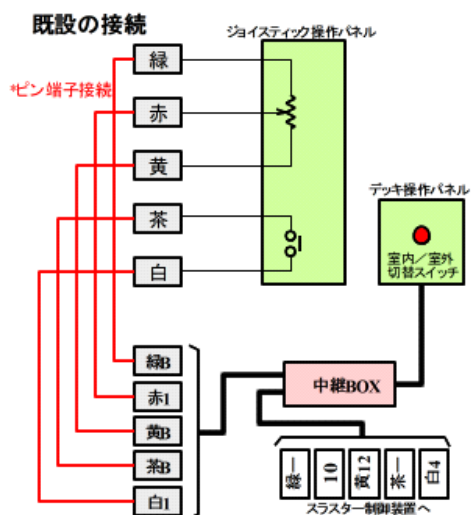 既設の接続
ジョイスティック操作パネル
緑
*ピン端子接続
赤
黄
茶
白
デッキ操作パネル
室内／室外
切替スイッチ
緑B
赤1
黄B
茶B
白1
中継BOX
緑一
10
黄12
茶一
白4
スラスター制御装置へ